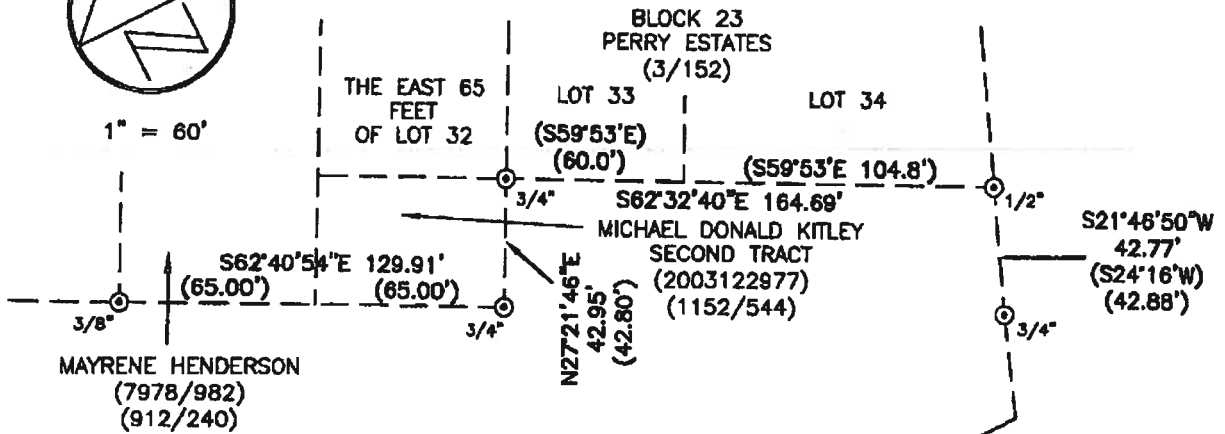 BLOCK 23
PERRY ESTATES
(3/152)
THE EAST 65
FEET
OF LOT 32
LOT 33
LOT 34
1" = 60'
(S59°53'E)
(60.0')
(S59°53'E 104.8')
3/4"
S62°32'40"E 164.69'
1/2"
MICHAEL DONALD KITLEY
SECOND TRACT
(2003122977)
(1152/544)
S21°46'50"W
42.77'
(S24°16'W)
(42.88')
S62°40'54"E 129.91'
(65.00')
(65.00')
N27°21'46"E
42.95'
(42.80')
3/8"
3/4"
3/4"
MAYRENE HENDERSON
(7978/982)
(912/240)